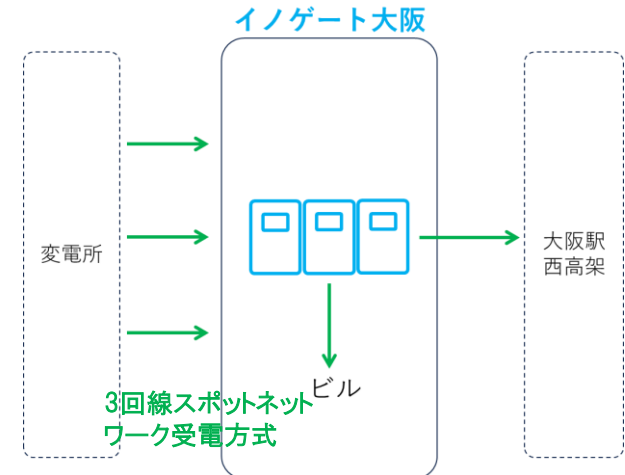 イノゲート大阪
変電所
大阪駅
西高架
ビル
3回線スポットネット
ワーク受電方式